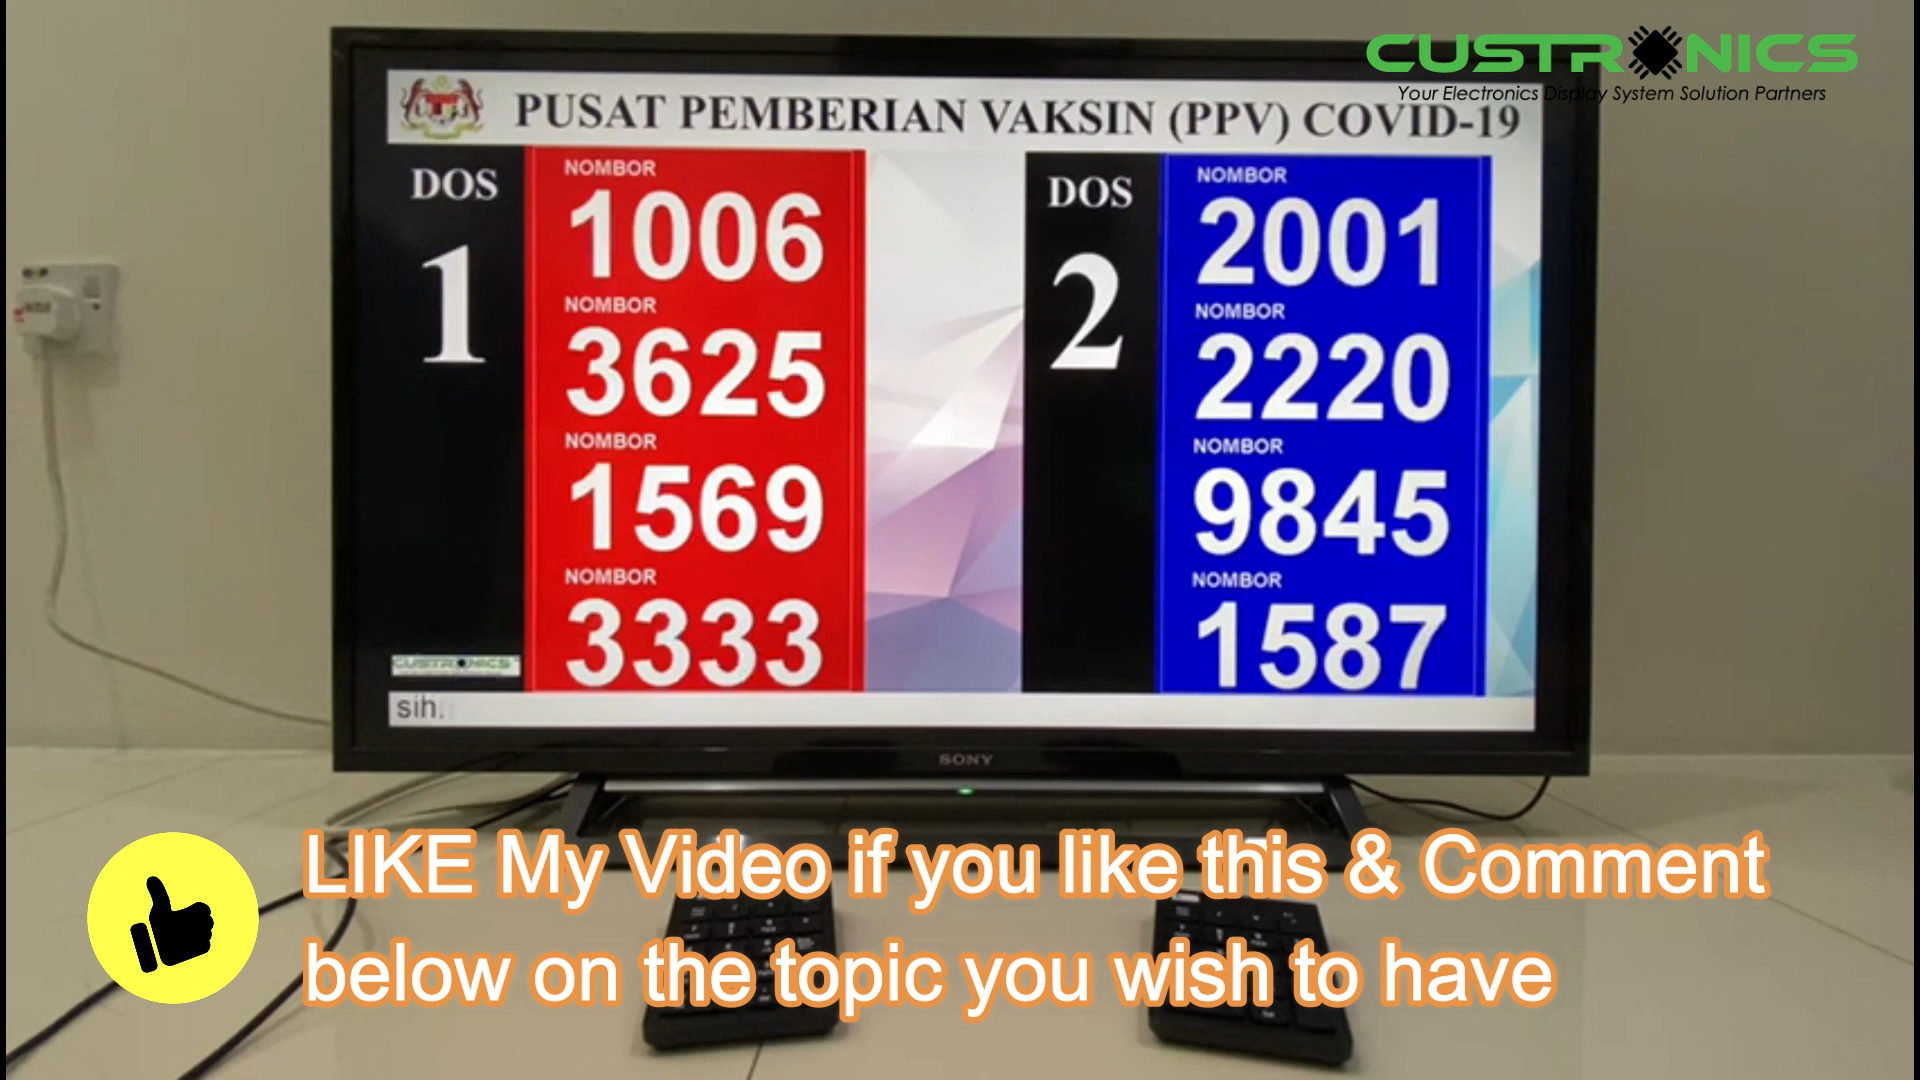 CUSTRONICS
Your Electronics Display System Solution Partners
PUSAT PEMBERIAN VAKSIN (PPV) COVID-19
DOS
1
NOMBOR
1006
NOMBOR
3625
NOMBOR
1569
NOMBOR
3333
DOS
2
NOMBOR
2001
NOMBOR
2220
NOMBOR
9845
NOMBOR
1587
CUSTRONICS
sih.
SONY
LIKE My Video if you like this & Comment
below on the topic you wish to have